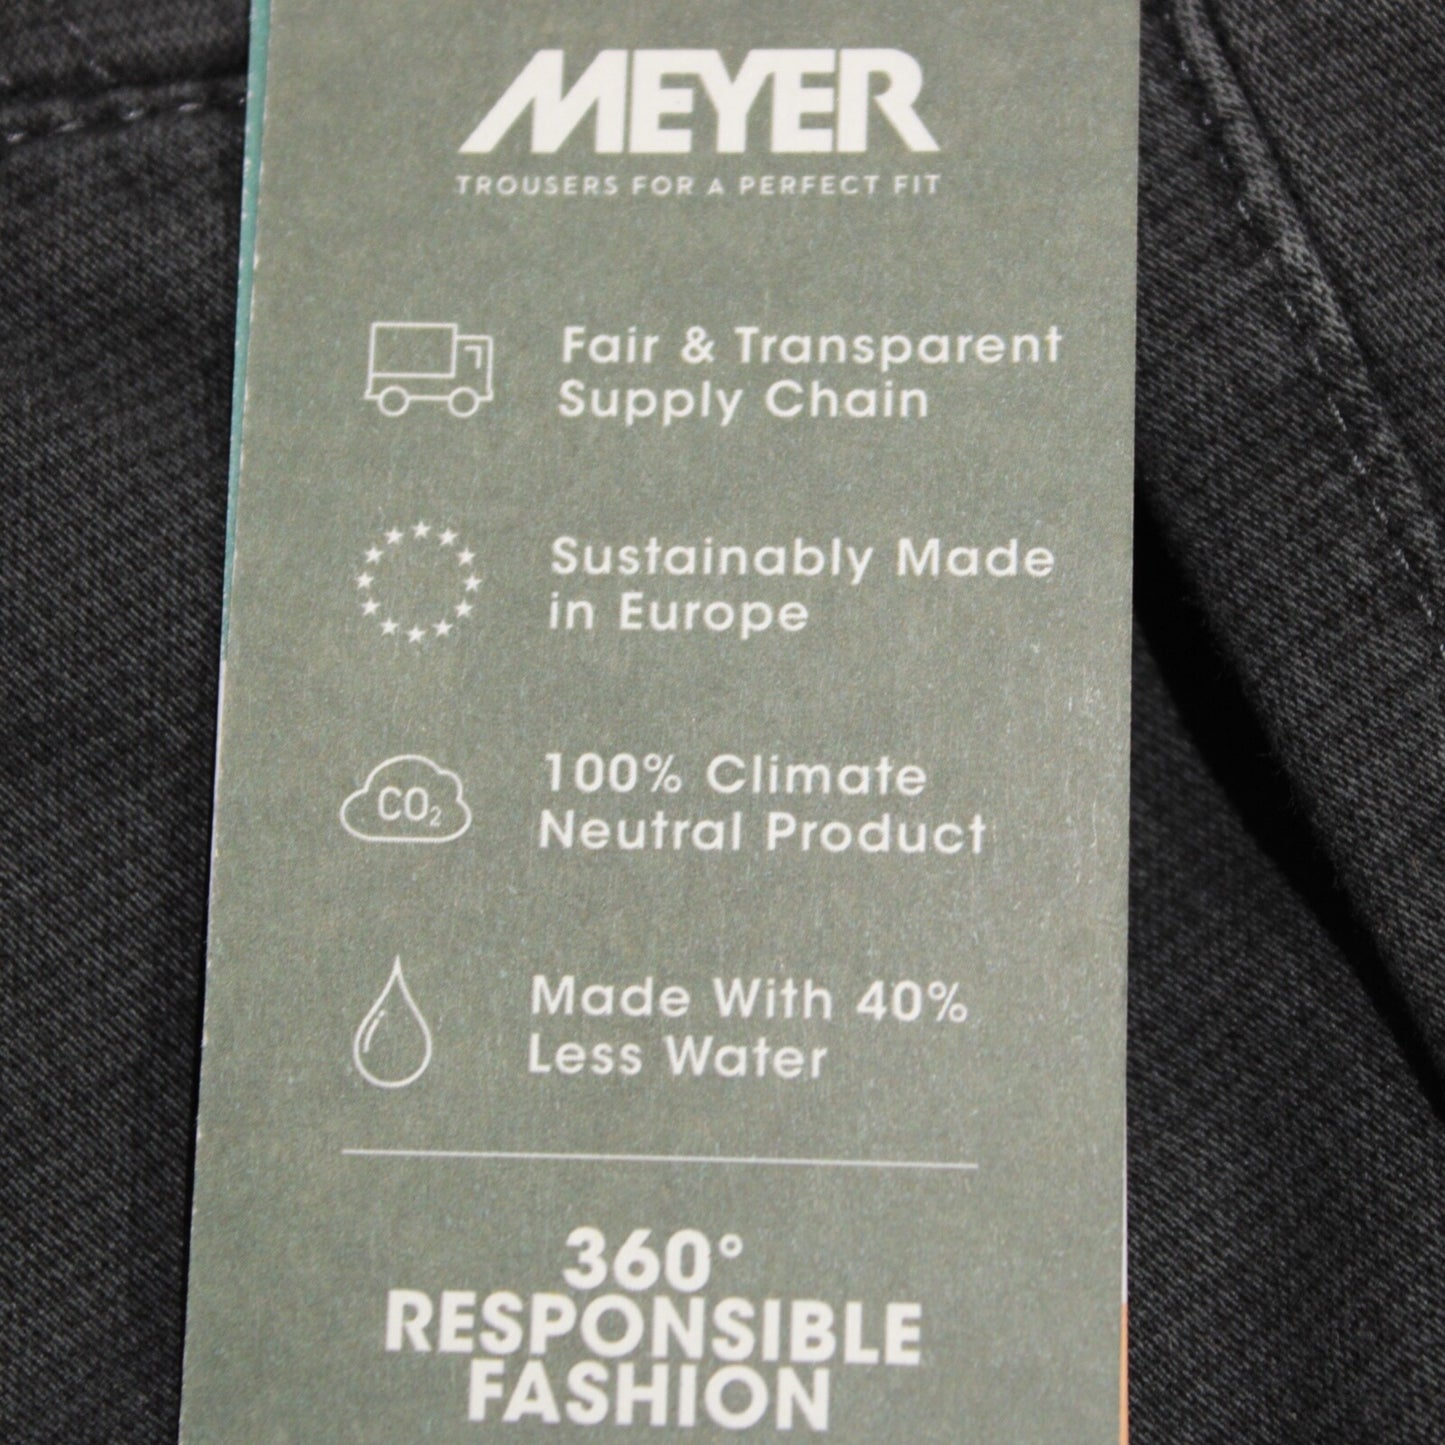 MEYER
TROUSERS FOR A PERFECT FIT
Fair & Transparent
Supply Chain
Sustainably Made
in Europe
CO₂
100% Climate
Neutral Product
Made With 40%
Less Water
360°
RESPONSIBLE
FASHION